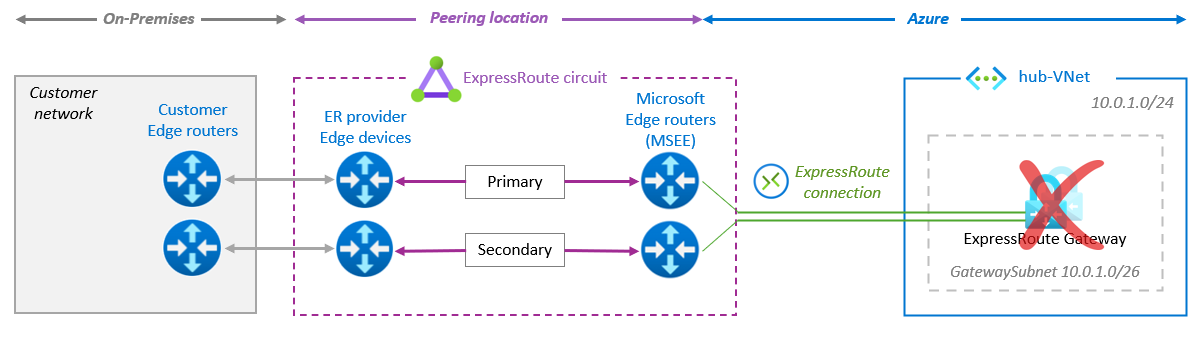 On-Premises
Peering location
Azure
ExpressRoute circuit
hub-VNet
10.0.1.0/24
Customer
network
Customer
Edge routers
ER provider
Edge devices
Microsoft
Edge routers
(MSEE)
Primary
Secondary
ExpressRoute
connection
ExpressRoute Gateway
GatewaySubnet 10.0.1.0/26